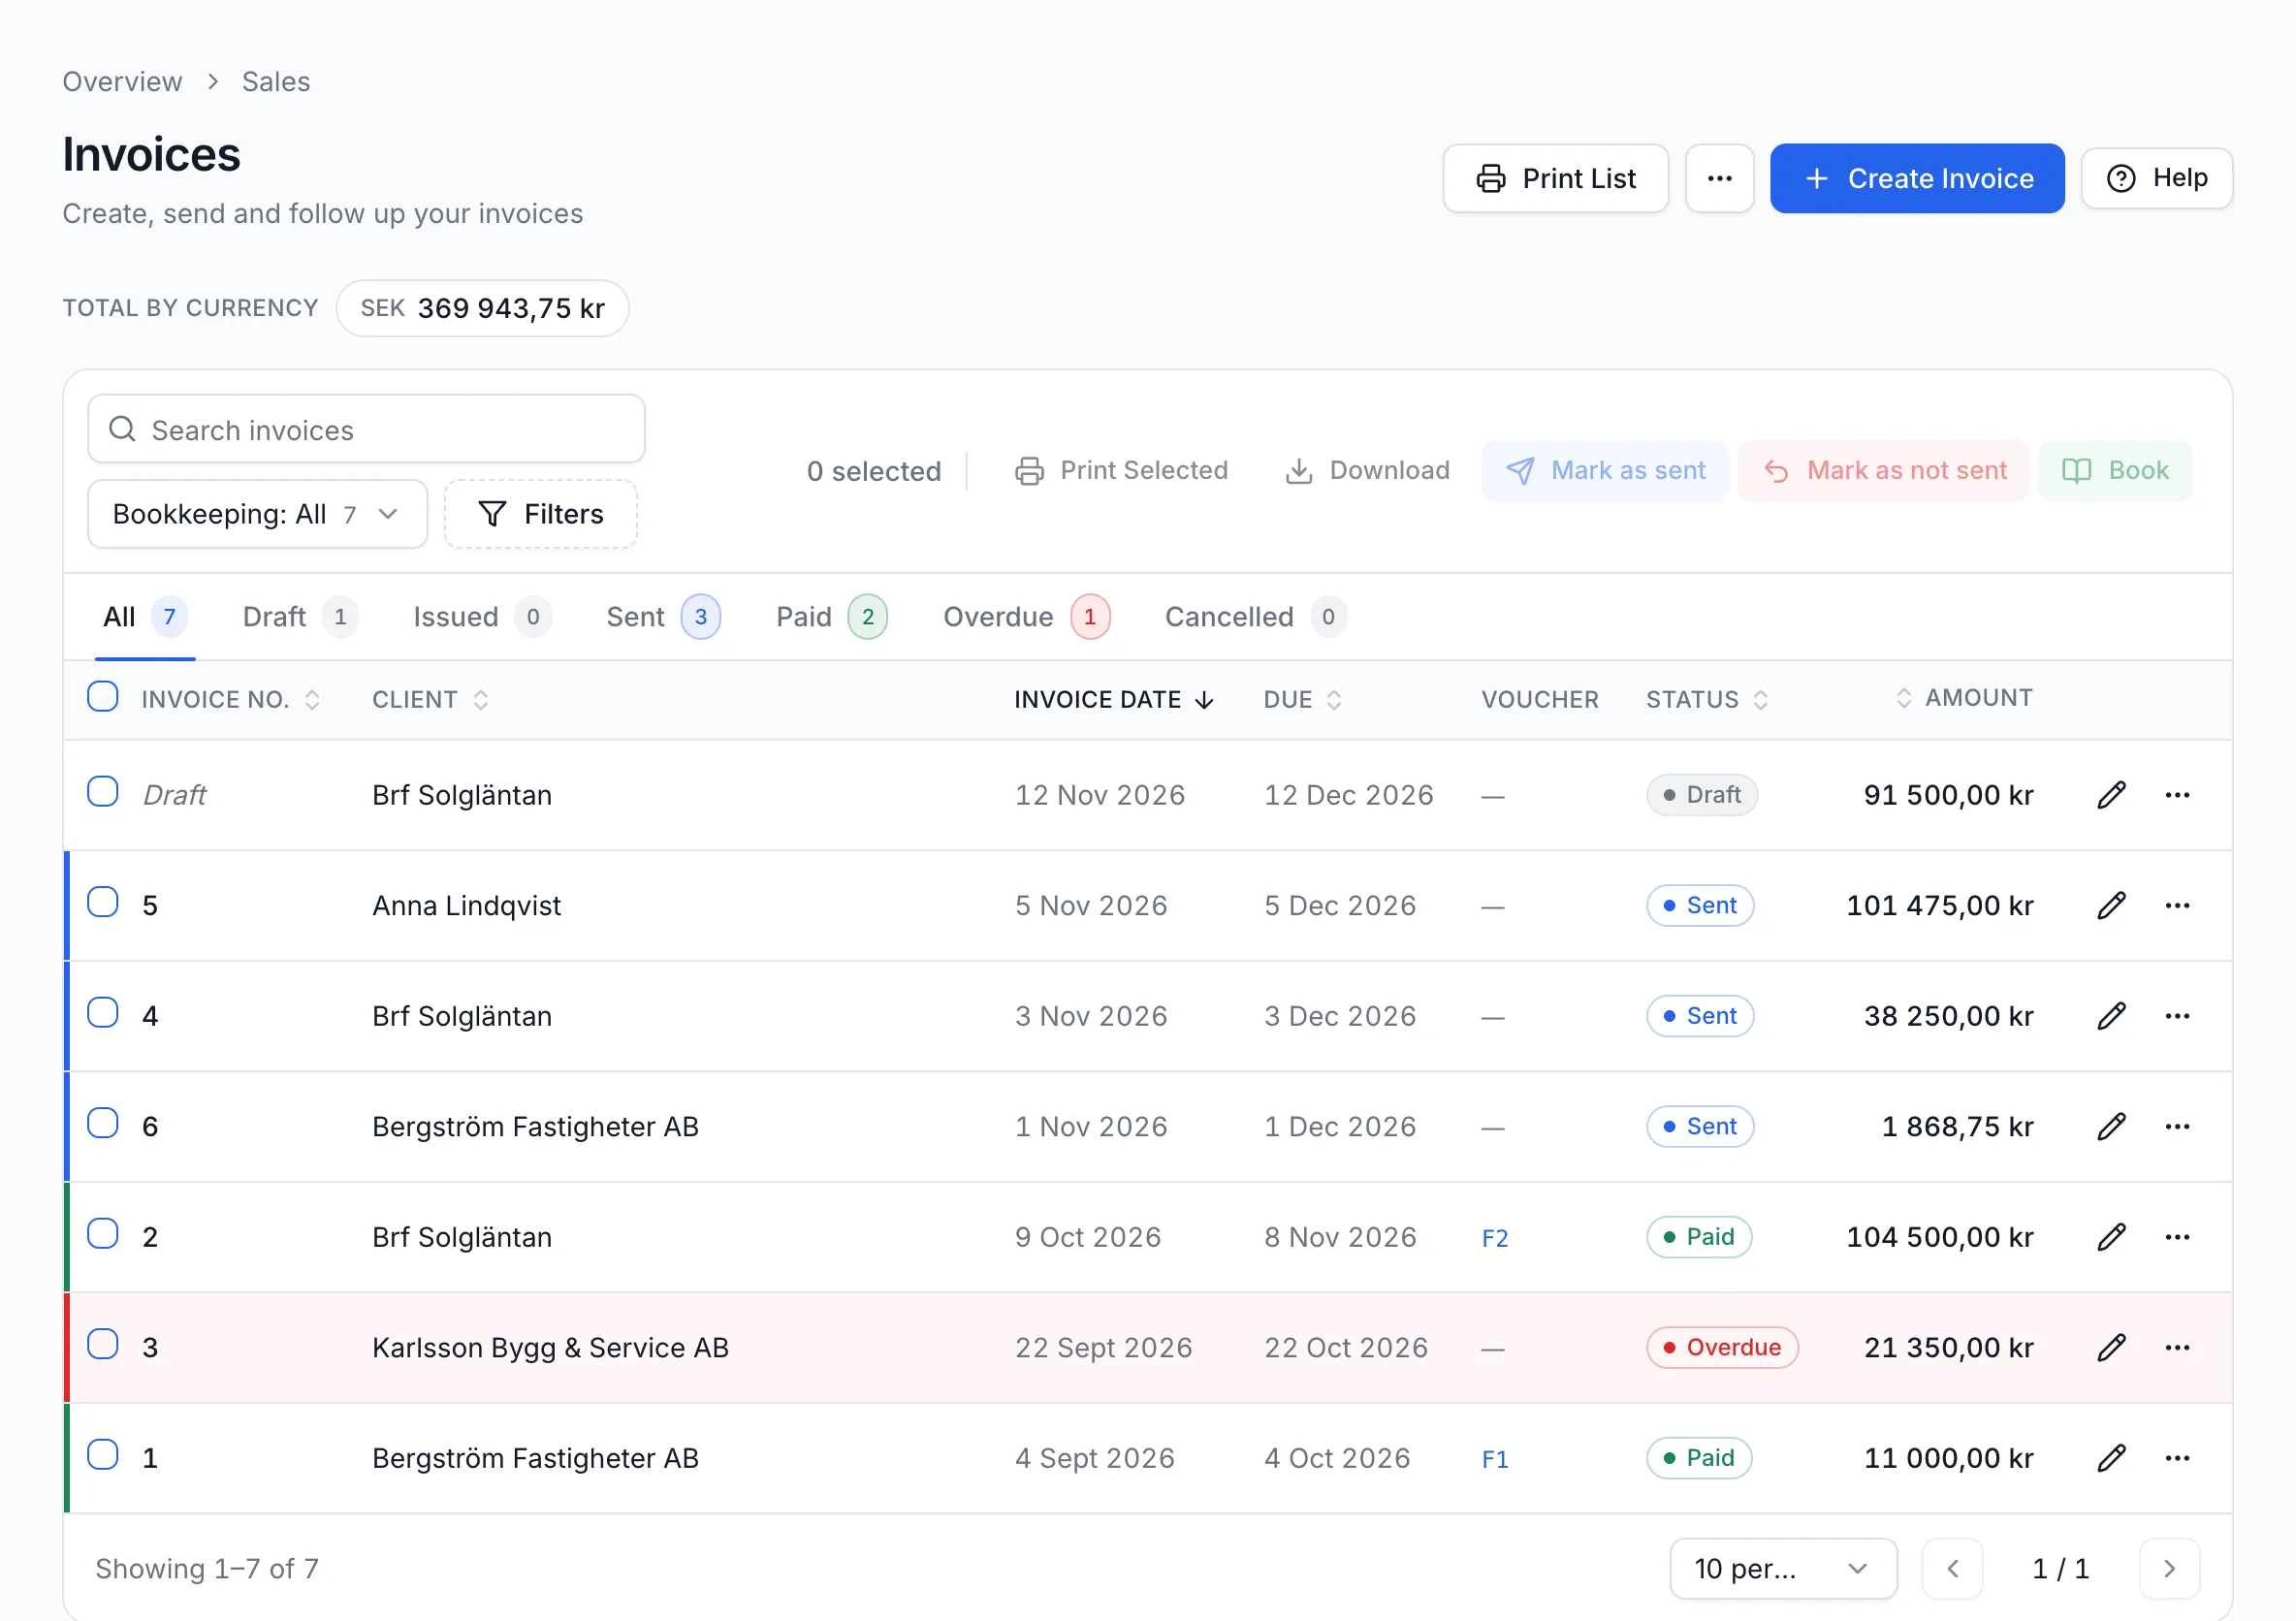 Overview > Sales
Invoices
Create, send and follow up your invoices
Print List
Create Invoice
Help
TOTAL BY CURRENCY SEK 369 943,75 kr
Search invoices
Bookkeeping: All 7
Filters
0 selected
Print Selected
Download
Mark as sent
Mark as not sent
Book
All 7 Draft 1 Issued 0 Sent 3 Paid 2 Overdue 1 Cancelled 0
INVOICE NO. CLIENT INVOICE DATE DUE VOUCHER STATUS AMOUNT
Draft Brf Solgläntan 12 Nov 2026 12 Dec 2026 — Draft 91 500,00 kr
5 Anna Lindqvist 5 Nov 2026 5 Dec 2026 — Sent 101 475,00 kr
4 Brf Solgläntan 3 Nov 2026 3 Dec 2026 — Sent 38 250,00 kr
6 Bergström Fastigheter AB 1 Nov 2026 1 Dec 2026 — Sent 1 868,75 kr
2 Brf Solgläntan 9 Oct 2026 8 Nov 2026 F2 Paid 104 500,00 kr
3 Karlsson Bygg & Service AB 22 Sept 2026 22 Oct 2026 — Overdue 21 350,00 kr
1 Bergström Fastigheter AB 4 Sept 2026 4 Oct 2026 F1 Paid 11 000,00 kr
Showing 1–7 of 7
10 per...
1 / 1